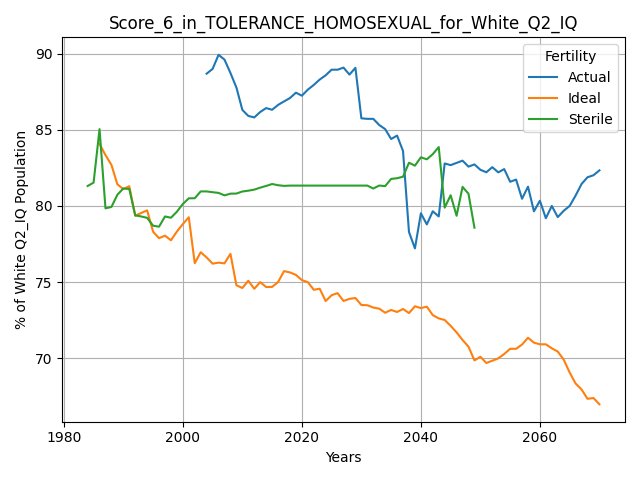 Score_6_in_TOLERANCE_HOMOSEXUAL_for_White_Q2_IQ
Fertility
Actual
Ideal
Sterile
% of White Q2_IQ Population
90
85
80
75
70
1980
2000
2020
2040
2060
Years